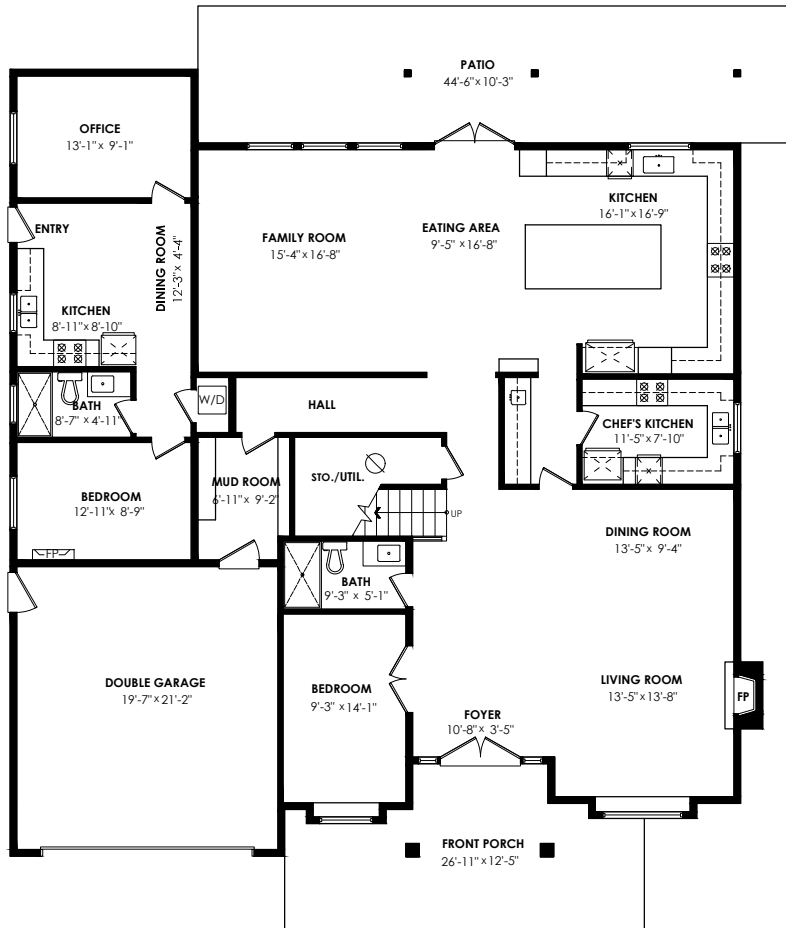 PATIO
44'-6" x 10'-3"
OFFICE
13'-1" x 9'-1"
ENTRY
DINING ROOM
12'-3" x 4'-4"
KITCHEN
8'-11" x 8'-10"
FAMILY ROOM
15'-4" x 16'-8"
EATING AREA
9'-5" x 16'-8"
KITCHEN
16'-1" x 16'-9"
BATH
8'-7" x 4'-11"
W/D
HALL
CHEF'S KITCHEN
11'-5" x 7'-10"
BEDROOM
12'-11" x 8'-9"
FP
MUD ROOM
6'-11" x 9'-2"
STO./UTIL.
UP
DINING ROOM
13'-5" x 9'-4"
BATH
9'-3" x 5'-1"
DOUBLE GARAGE
19'-7" x 21'-2"
BEDROOM
9'-3" x 14'-1"
FOYER
10'-8" x 3'-5"
LIVING ROOM
13'-5" x 13'-8"
FP
FRONT PORCH
26'-11" x 12'-5"